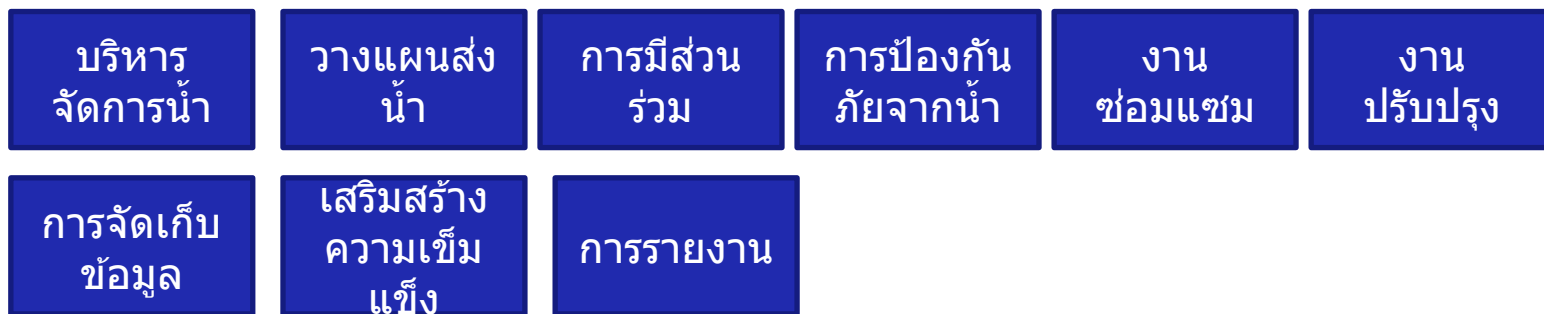 บริหาร
จัดการน้ำ
วางแผนส่ง
น้ำ
การมีส่วน
ร่วม
การป้องกัน
ภัยจากน้ำ
งาน
ซ่อมแซม
งาน
ปรับปรุง
การจัดเก็บ
ข้อมูล
เสริมสร้าง
ความเข็ม
แข็ง
การรายงาน